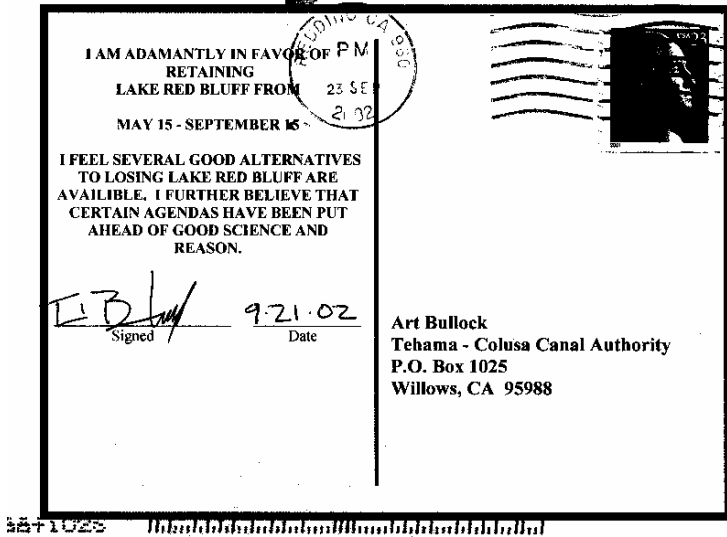 I AM ADAMANTLY IN FAVOR OF
RETAINING
LAKE RED BLUFF FROM
MAY 15 - SEPTEMBER 15
I FEEL SEVERAL GOOD ALTERNATIVES
TO LOSING LAKE RED BLUFF ARE
AVAILIBLE. I FURTHER BELIEVE THAT
CERTAIN AGENDAS HAVE BEEN PUT
AHEAD OF GOOD SCIENCE AND
REASON.
9-21-02
Signed Date
REDDING CA 960
PM
23 SEP
Art Bullock
Tehama - Colusa Canal Authority
P.O. Box 1025
Willows, CA 95988